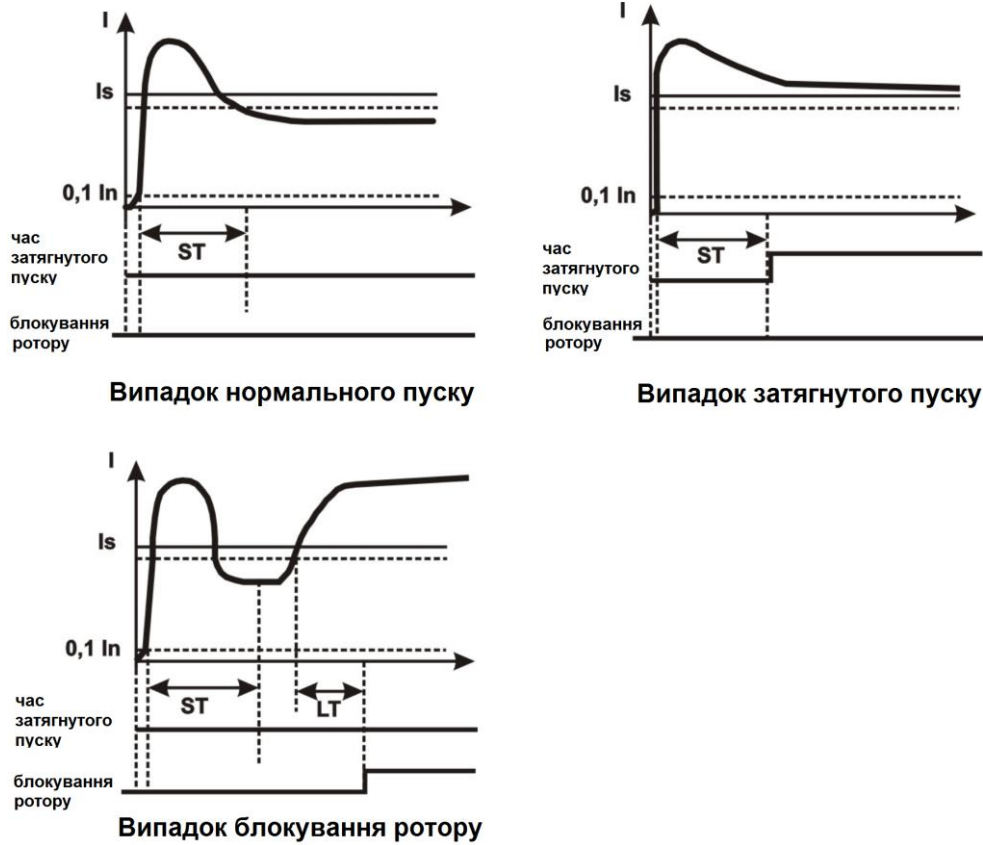 I
Is
0,1 In
ST
час
затягнутого
пуску
блокування
ротору
Випадок нормального пуску
I
Is
0,1 In
ST
час
затягнутого
пуску
блокування
ротору
Випадок затягнутого пуску
I
Is
0,1 In
ST
LT
час
затягнутого
пуску
блокування
ротору
Випадок блокування ротору